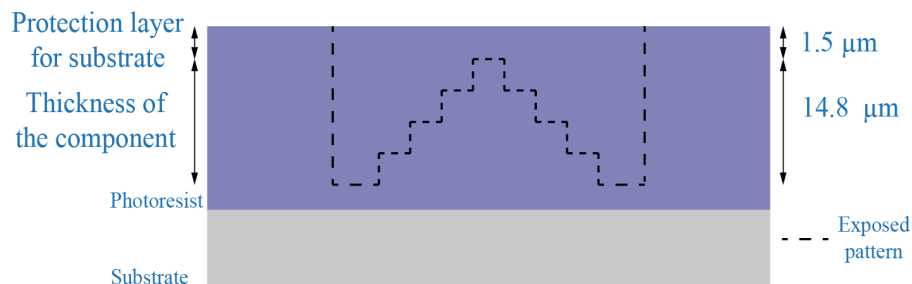 Protection layer
for substrate
1.5 µm
Thickness of
the component
14.8 µm
Photoresist
Exposed
pattern
Substrate